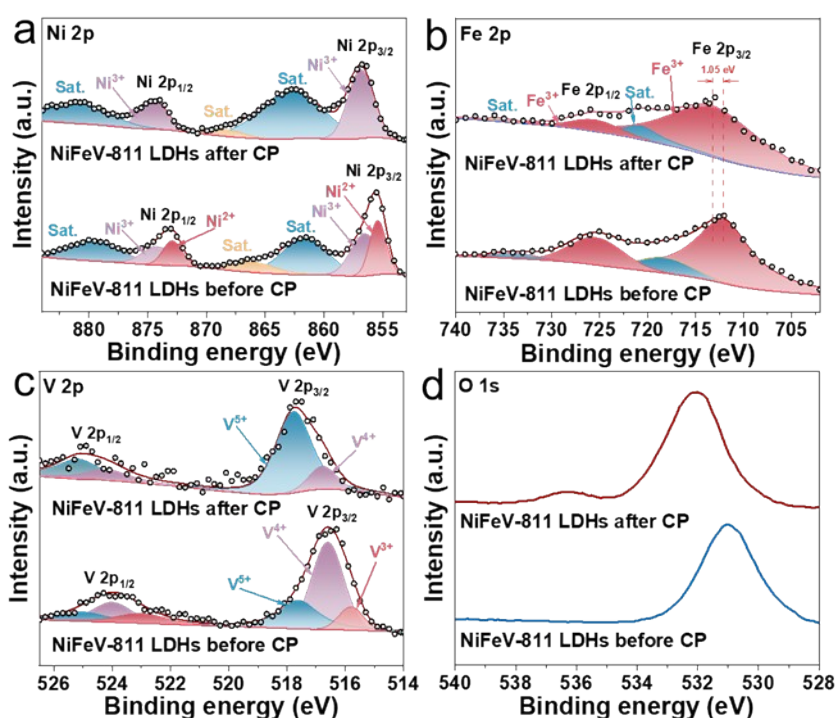 a
Ni 2p
Ni 2p3/2
Ni³⁺
Sat.
Ni 2p1/2
Ni³⁺
Sat.
Sat.
NiFeV-811 LDHs after CP
Ni 2p3/2
Ni²⁺
Ni 2p1/2
Ni³⁺
Ni²⁺
Sat.
Sat.
Ni³⁺
Sat.
NiFeV-811 LDHs before CP
880 875 870 865 860 855
Binding energy (eV)
Intensity (a.u.)
b
Fe 2p
Fe 2p3/2
1.05 eV
Fe³⁺
Fe 2p1/2
Sat.
Fe³⁺
Sat.
NiFeV-811 LDHs after CP
NiFeV-811 LDHs before CP
740 735 730 725 720 715 710 705
Binding energy (eV)
Intensity (a.u.)
c
V 2p
V 2p3/2
V⁵⁺
V⁴⁺
V 2p1/2
NiFeV-811 LDHs after CP
V 2p3/2
V⁴⁺
V³⁺
V 2p1/2
V⁵⁺
NiFeV-811 LDHs before CP
526 524 522 520 518 516 514
Binding energy (eV)
Intensity (a.u.)
d
O 1s
NiFeV-811 LDHs after CP
NiFeV-811 LDHs before CP
540 538 536 534 532 530 528
Binding energy (eV)
Intensity (a.u.)